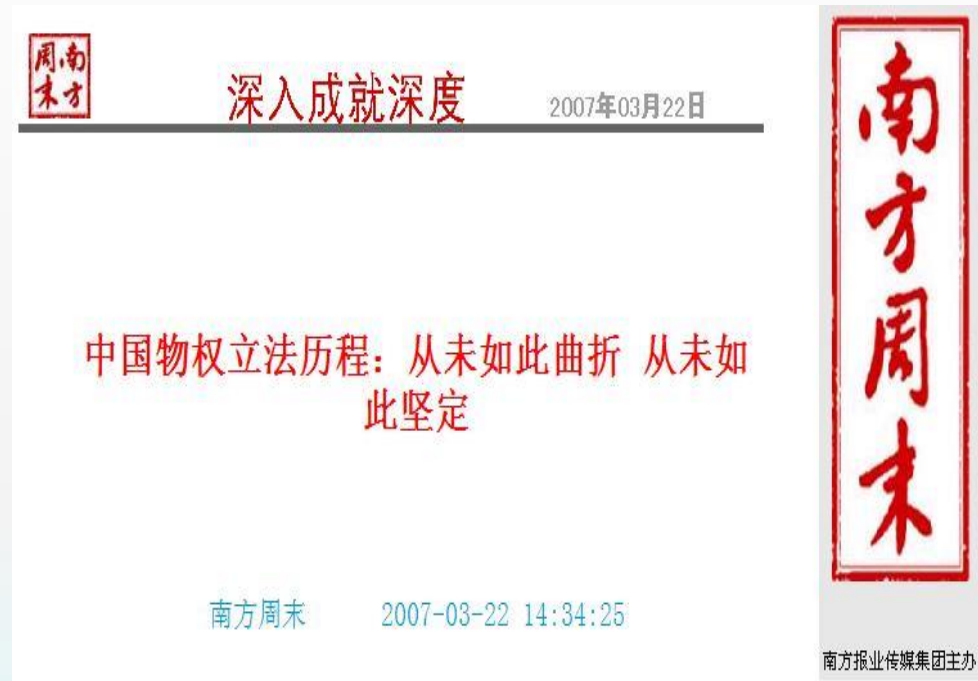 南方周末
深入成就深度
2007年03月22日
中国物权立法历程：从未如此曲折 从未如
此坚定
南方周末 2007-03-22 14:34:25
南方周末
南方报业传媒集团主办